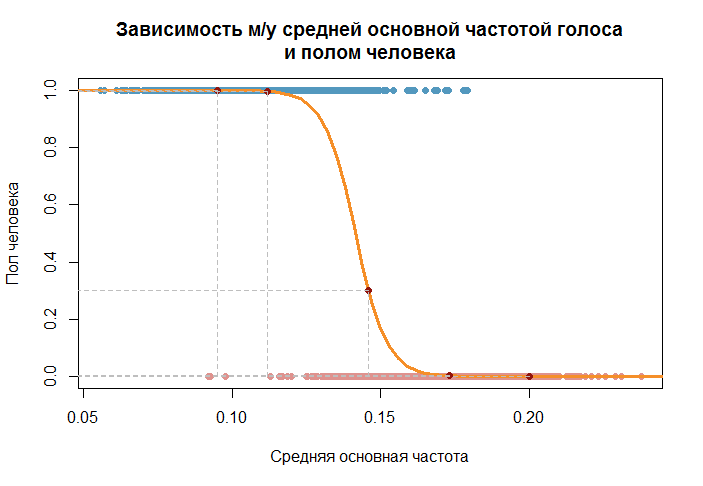 Зависимость м/у средней основной частотой голоса
и полом человека
Пол человека
1.0
0.8
0.6
0.4
0.2
0.0
0.05 0.10 0.15 0.20
Средняя основная частота